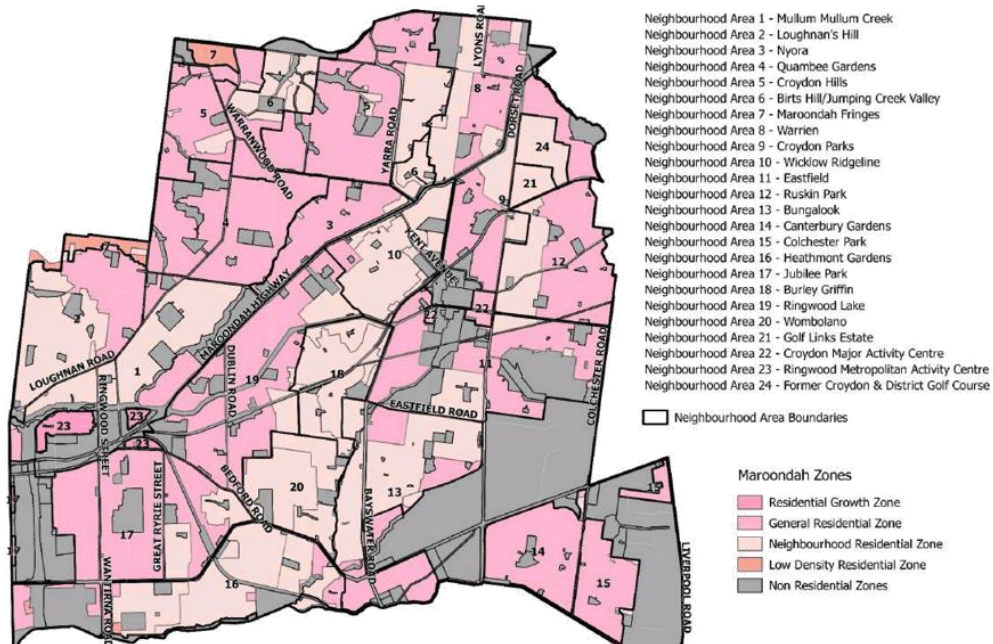 Neighbourhood Area 1 - Mullum Mullum Creek
Neighbourhood Area 2 - Loughnan's Hill
Neighbourhood Area 3 - Nyora
Neighbourhood Area 4 - Quambee Gardens
Neighbourhood Area 5 - Croydon Hills
Neighbourhood Area 6 - Birts Hill/Jumping Creek Valley
Neighbourhood Area 7 - Maroondah Fringes
Neighbourhood Area 8 - Warrien
Neighbourhood Area 9 - Croydon Parks
Neighbourhood Area 10 - Wicklow Ridgeline
Neighbourhood Area 11 - Eastfield
Neighbourhood Area 12 - Ruskin Park
Neighbourhood Area 13 - Bungalook
Neighbourhood Area 14 - Canterbury Gardens
Neighbourhood Area 15 - Colchester Park
Neighbourhood Area 16 - Heathmont Gardens
Neighbourhood Area 17 - Jubilee Park
Neighbourhood Area 18 - Burley Griffin
Neighbourhood Area 19 - Ringwood Lake
Neighbourhood Area 20 - Wombolano
Neighbourhood Area 21 - Golf Links Estate
Neighbourhood Area 22 - Croydon Major Activity Centre
Neighbourhood Area 23 - Ringwood Metropolitan Activity Centre
Neighbourhood Area 24 - Former Croydon & District Golf Course
Neighbourhood Area Boundaries
Maroondah Zones
Residential Growth Zone
General Residential Zone
Neighbourhood Residential Zone
Low Density Residential Zone
Non Residential Zones
LYONS ROAD
7
DORSET ROAD
8
5
6
5
WARRANWOOD ROAD
YARRA ROAD
24
6
21
9
4
3
KENT AVENUE
10
12
MAROONDAH HIGHWAY
2
22
22
LOUGHNAN ROAD
1
DUBLIN ROAD
19
18
11
COLCHESTER ROAD
RINGWOOD STREET
EASTFIELD ROAD
23
23
23
BEDFORD ROAD
20
13
BAYSWATER ROAD
17
GREAT RYRIE STREET
17
17
14
15
16
WANTIRNA ROAD
LIVERPOOL ROAD